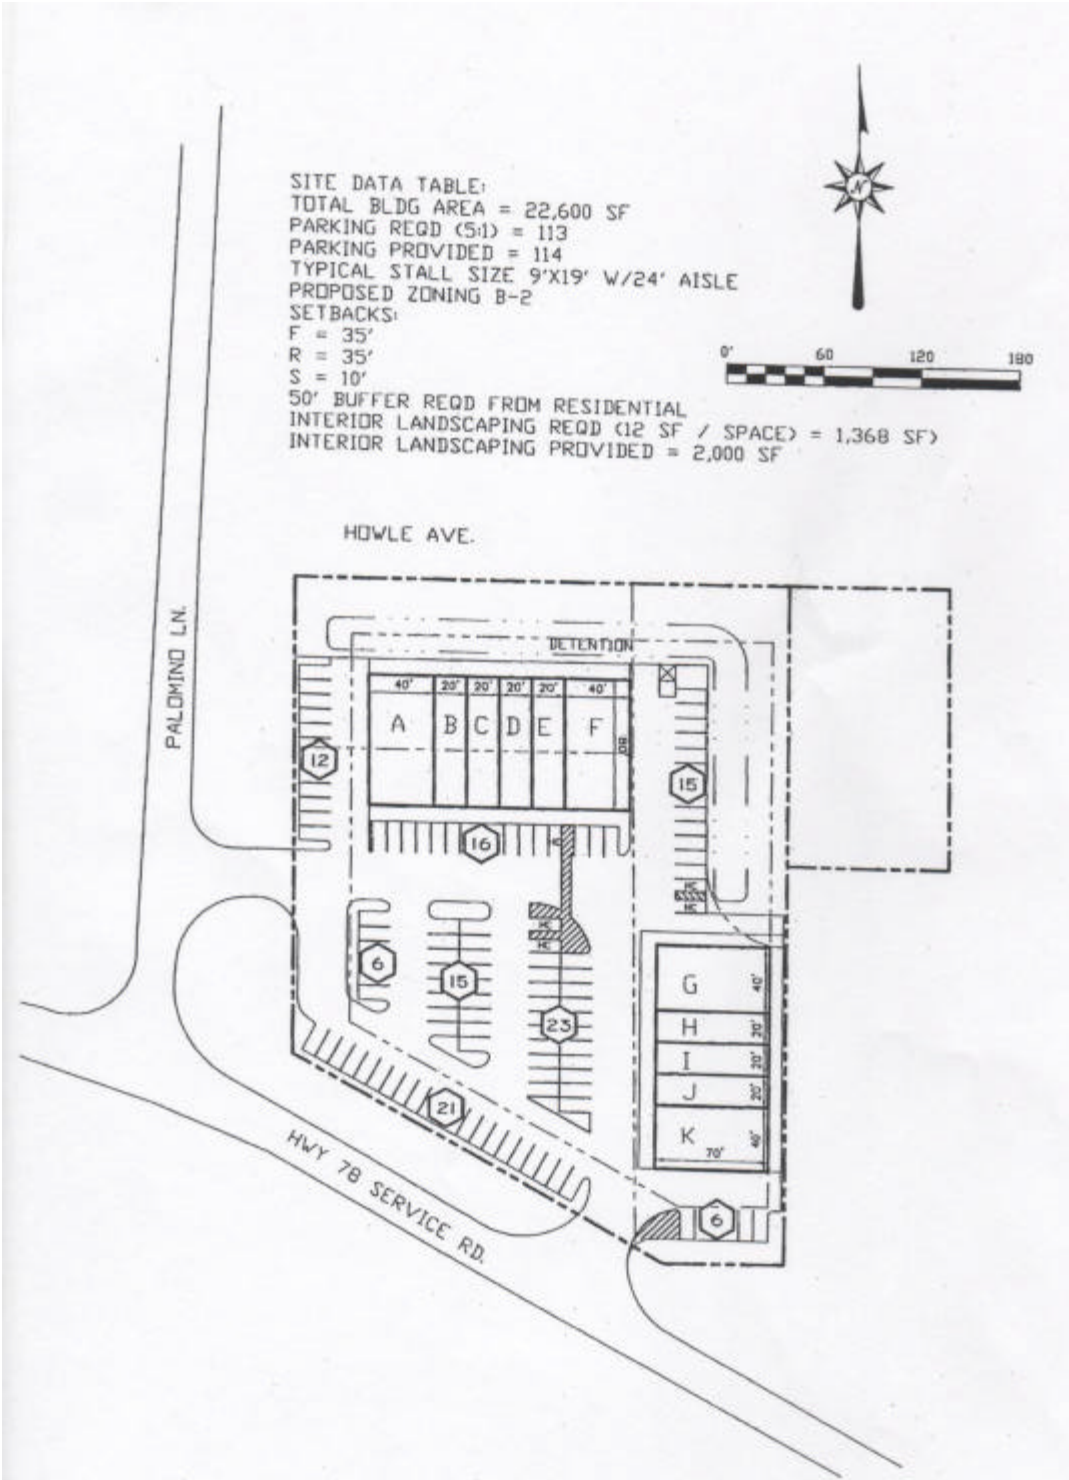 N
SITE DATA TABLE:
TOTAL BLDG AREA = 22,600 SF
PARKING REQD (5:1) = 113
PARKING PROVIDED = 114
TYPICAL STALL SIZE 9'X19' W/24' AISLE
PROPOSED ZONING B-2
SETBACKS:
F = 35'
R = 35'
S = 10'
50' BUFFER REQD FROM RESIDENTIAL
INTERIOR LANDSCAPING REQD (12 SF / SPACE) = 1,368 SF)
INTERIOR LANDSCAPING PROVIDED = 2,000 SF
0' 60 120 180
HOWLE AVE.
PALOMINO LN.
DETENTION
40' 20' 20' 20' 20' 40'
A B C D E F
80
12
15
16
6
15
23
21
G 40'
H 20'
I 20'
J 20'
K 40'
70'
6
HWY 78 SERVICE RD.